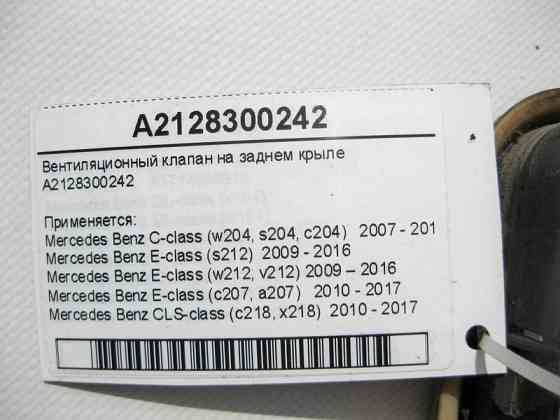 A2128300242
Вентиляционный клапан на заднем крыле
A2128300242
Применяется:
Mercedes Benz C-class (w204, s204, c204) 2007 - 201
Mercedes Benz E-class (s212) 2009 - 2016
Mercedes Benz E-class (w212, v212) 2009 – 2016
Mercedes Benz E-class (c207, a207) 2010 - 2017
Mercedes Benz CLS-class (c218, x218) 2010 - 2017